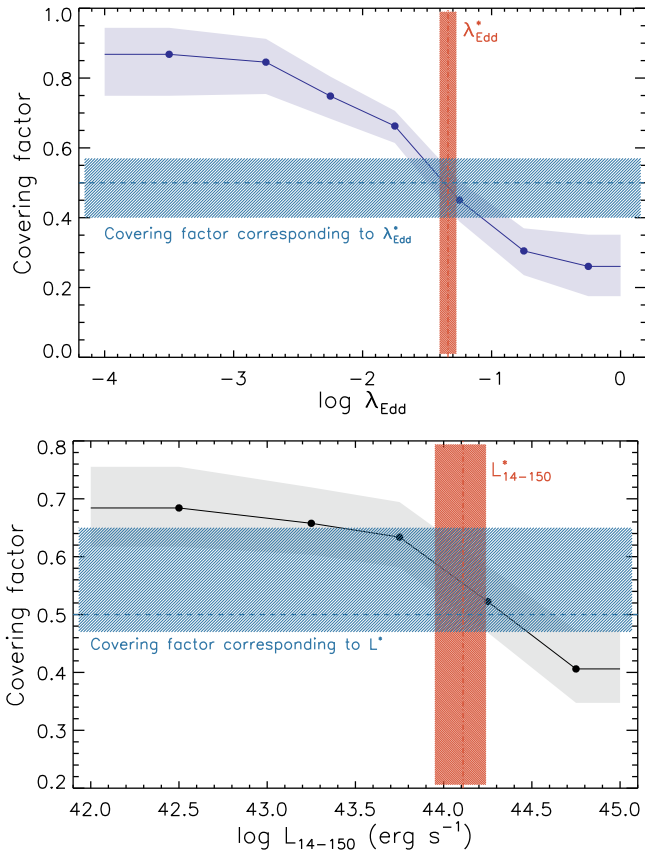 1.0
0.8
0.6
0.4
0.2
0.0
Covering factor
λ*Edd
Covering factor corresponding to λ*Edd
-4 -3 -2 -1 0
log λEdd
0.8
0.7
0.6
0.5
0.4
0.3
0.2
Covering factor
L*14-150
Covering factor corresponding to L*
42.0 42.5 43.0 43.5 44.0 44.5 45.0
log L14-150 (erg s-1)